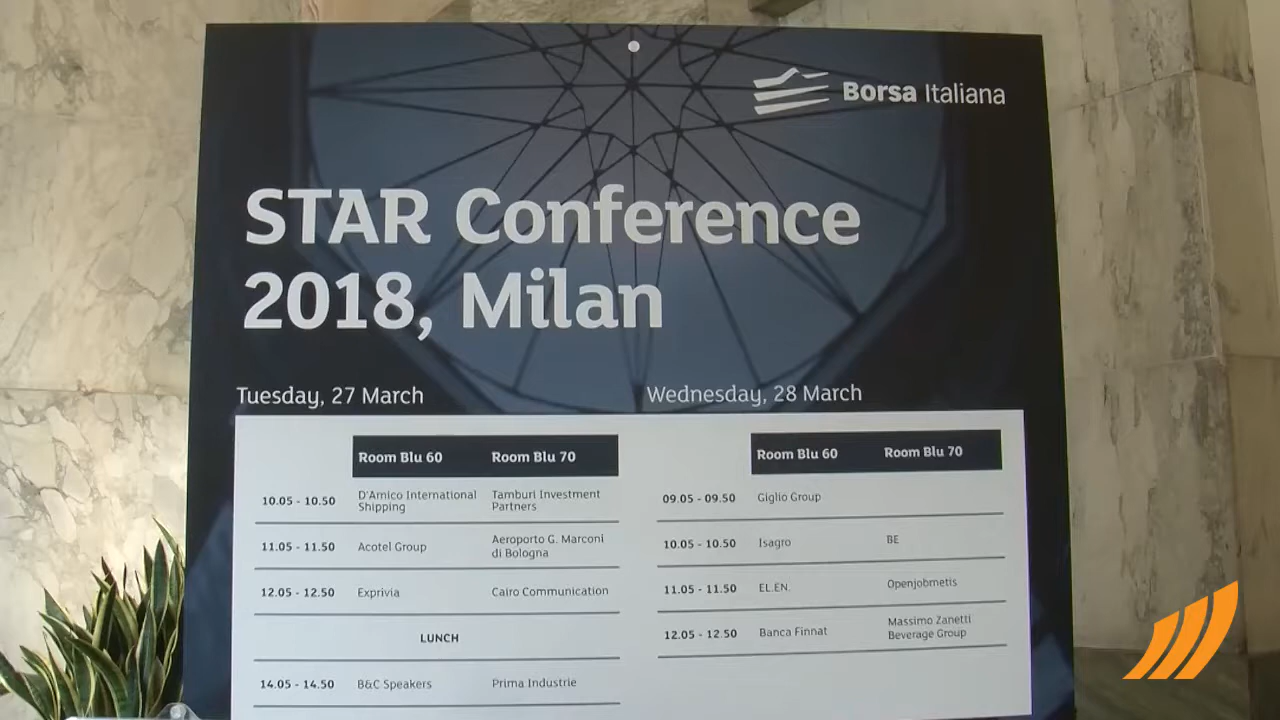 Borsa Italiana
STAR Conference
2018, Milan
Tuesday, 27 March
Room Blu 60 Room Blu 70
10.05 - 10.50 D'Amico International Shipping Tamburi Investment Partners
11.05 - 11.50 Acotel Group Aeroporto G. Marconi di Bologna
12.05 - 12.50 Exprivia Cairo Communication
LUNCH
14.05 - 14.50 B&C Speakers Prima Industrie
Wednesday, 28 March
Room Blu 60 Room Blu 70
09.05 - 09.50 Giglio Group
10.05 - 10.50 Isagro BE
11.05 - 11.50 EL.EN. Openjobmetis
12.05 - 12.50 Banca Finnat Massimo Zanetti Beverage Group